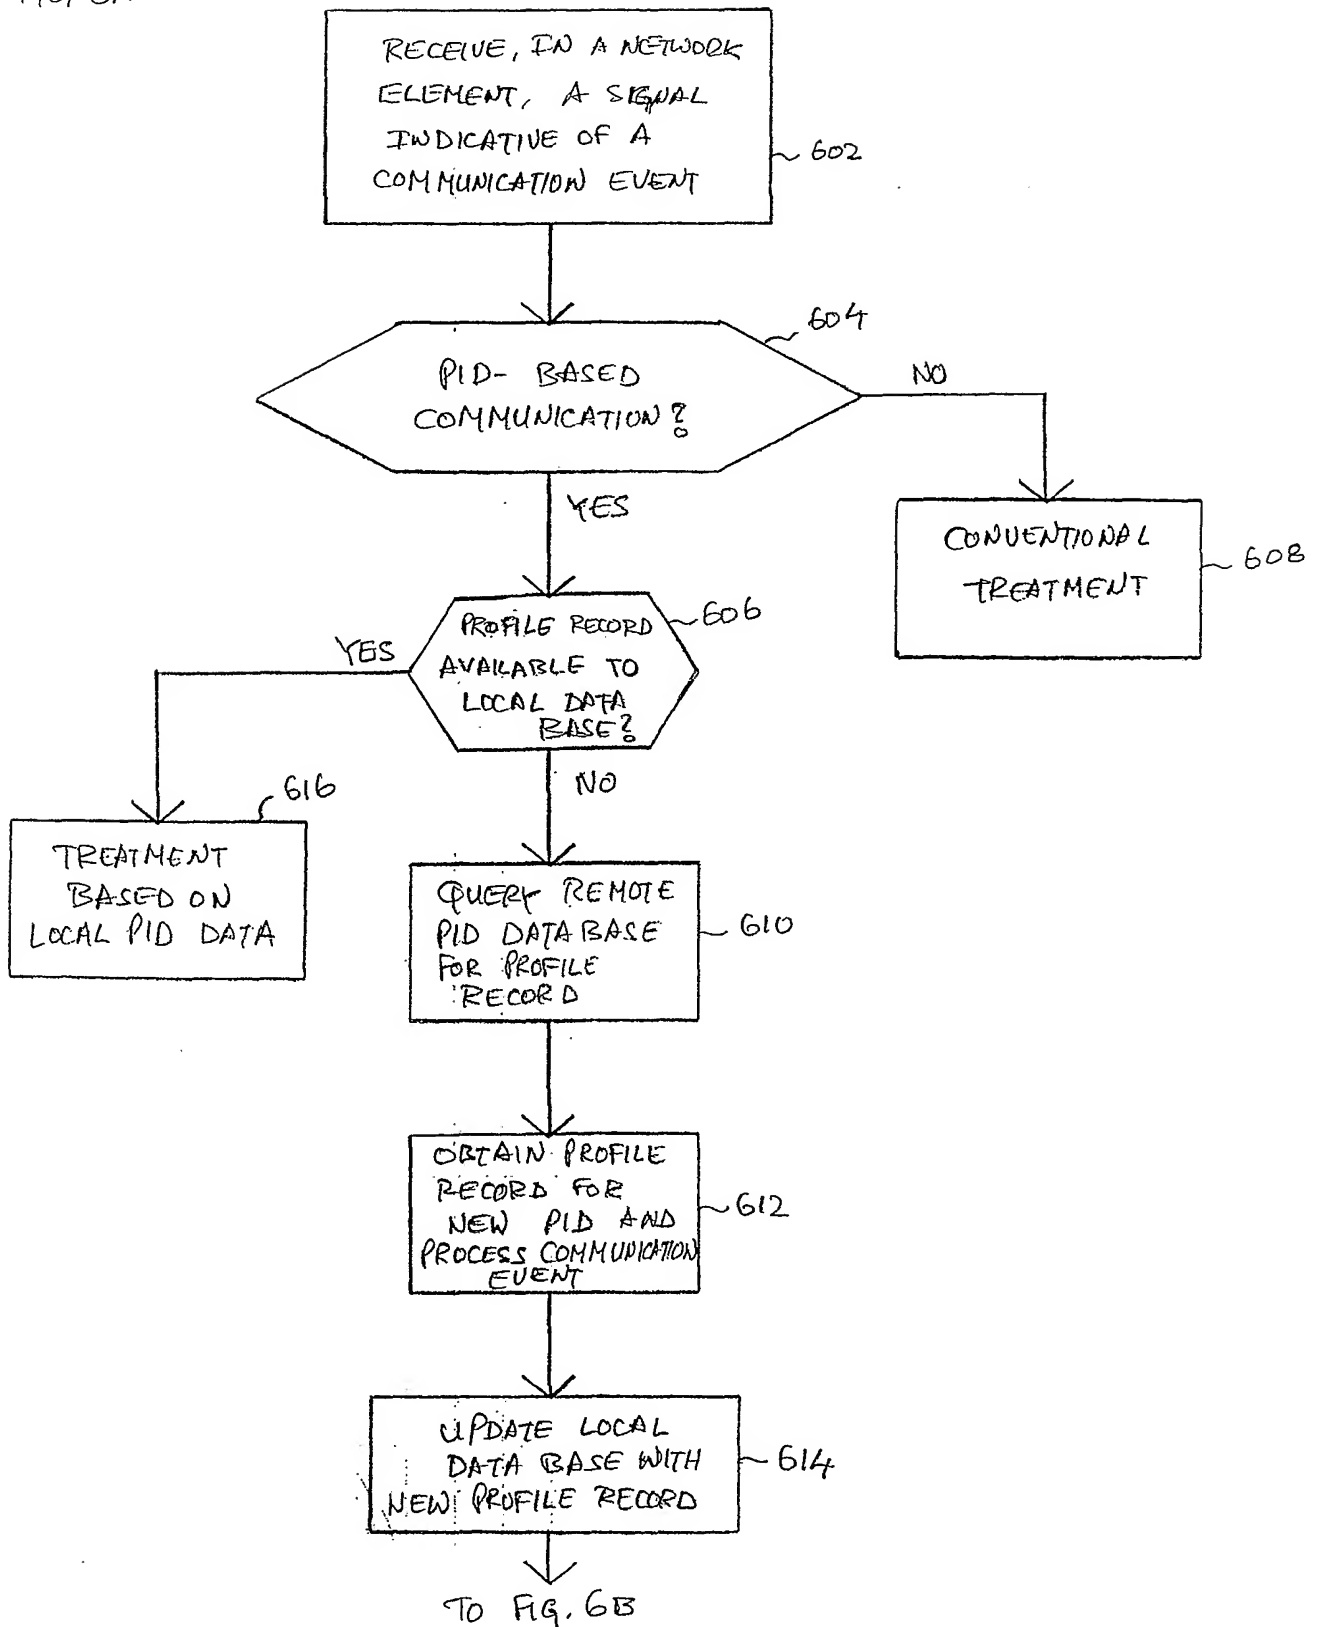 RECEIVE, IN A NETWORK
ELEMENT, A SIGNAL
INDICATIVE OF A
COMMUNICATION EVENT
602
604
PID- BASED
COMMUNICATION?
NO
YES
CONVENTIONAL
TREATMENT
608
PROFILE RECORD
AVAILABLE TO
LOCAL DATA
BASE?
606
YES
NO
616
TREATMENT
BASED ON
LOCAL PID DATA
QUERY REMOTE
PID DATABASE
FOR PROFILE
RECORD
610
OBTAIN PROFILE
RECORD FOR
NEW PID AND
PROCESS COMMUNICATION
EVENT
612
UPDATE LOCAL
DATA BASE WITH
NEW PROFILE RECORD
614
TO FIG. 6B